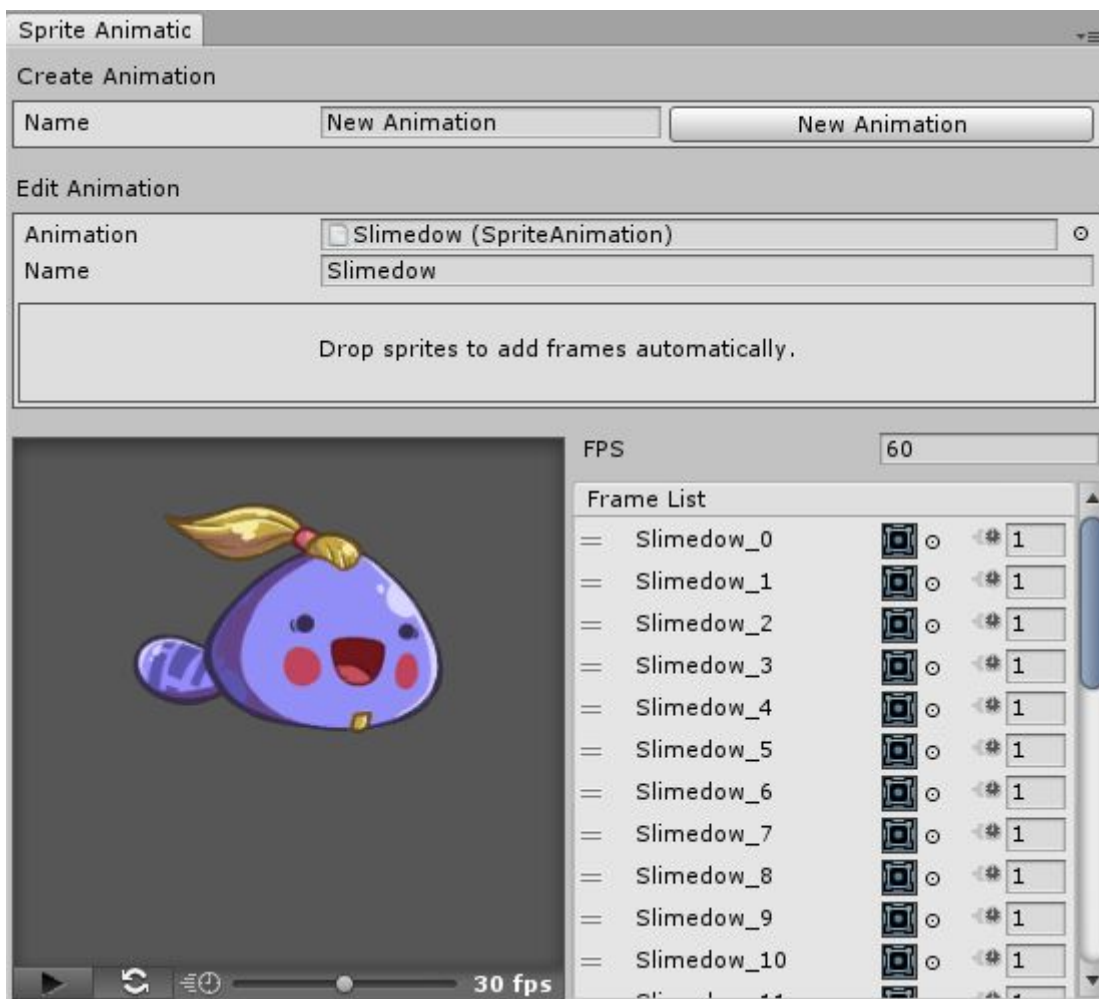 Sprite Animatic
Create Animation
Name New Animation New Animation
Edit Animation
Animation Slimedow (SpriteAnimation)
Name Slimedow
Drop sprites to add frames automatically.
FPS 60
Frame List
Slimedow_0 1
Slimedow_1 1
Slimedow_2 1
Slimedow_3 1
Slimedow_4 1
Slimedow_5 1
Slimedow_6 1
Slimedow_7 1
Slimedow_8 1
Slimedow_9 1
Slimedow_10 1
30 fps